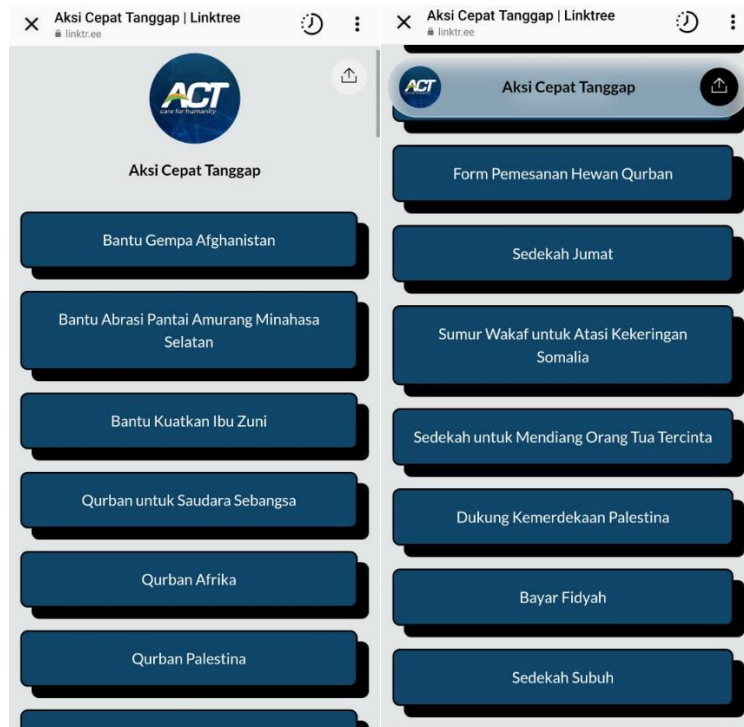 Aksi Cepat Tanggap | Linktree
linktr.ee
ACT
care for humanity
Aksi Cepat Tanggap
Bantu Gempa Afghanistan
Bantu Abrasi Pantai Amurang Minahasa
Selatan
Bantu Kuatkan Ibu Zuni
Qurban untuk Saudara Sebangsa
Qurban Afrika
Qurban Palestina
Aksi Cepat Tanggap | Linktree
linktr.ee
ACT
Aksi Cepat Tanggap
Form Pemesanan Hewan Qurban
Sedekah Jumat
Sumur Wakaf untuk Atasi Kekeringan
Somalia
Sedekah untuk Mendiang Orang Tua Tercinta
Dukung Kemerdekaan Palestina
Bayar Fidyah
Sedekah Subuh